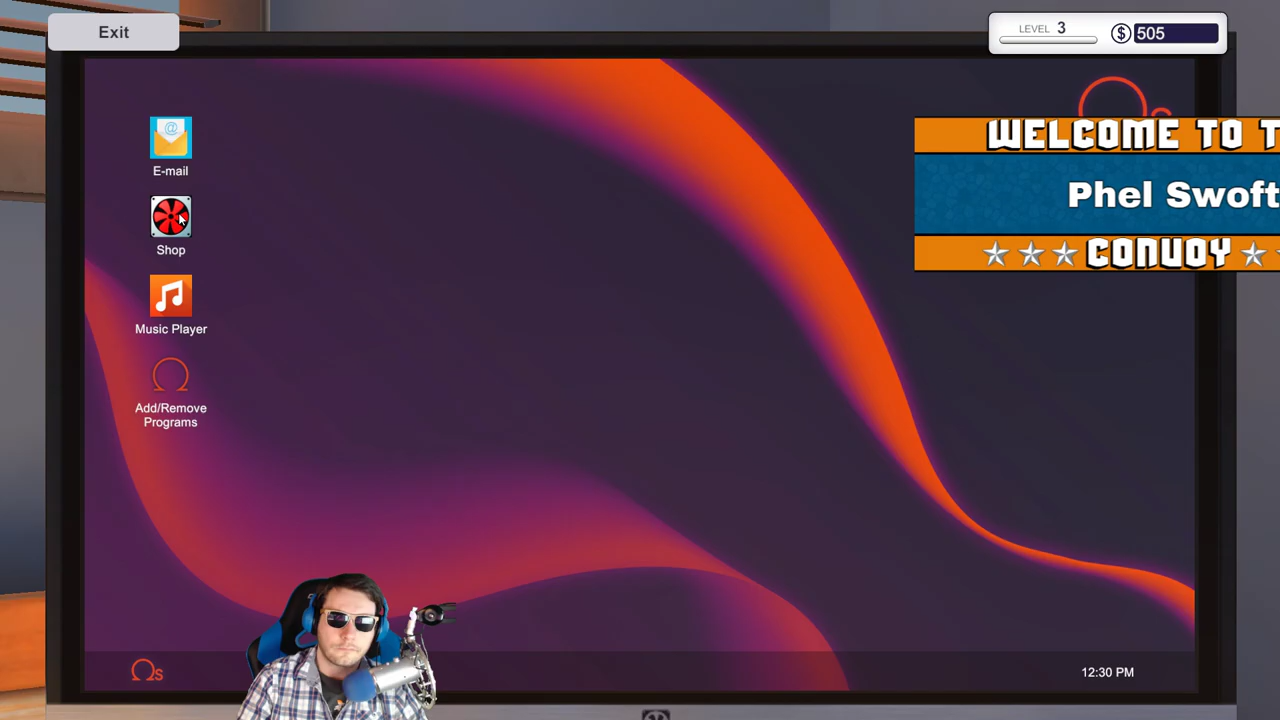 Exit
LEVEL 3
$ 505
WELCOME TO T
E-mail
Phel Swoft
Shop
CONVOY
Music Player
Add/Remove
Programs
Ωs
12:30 PM